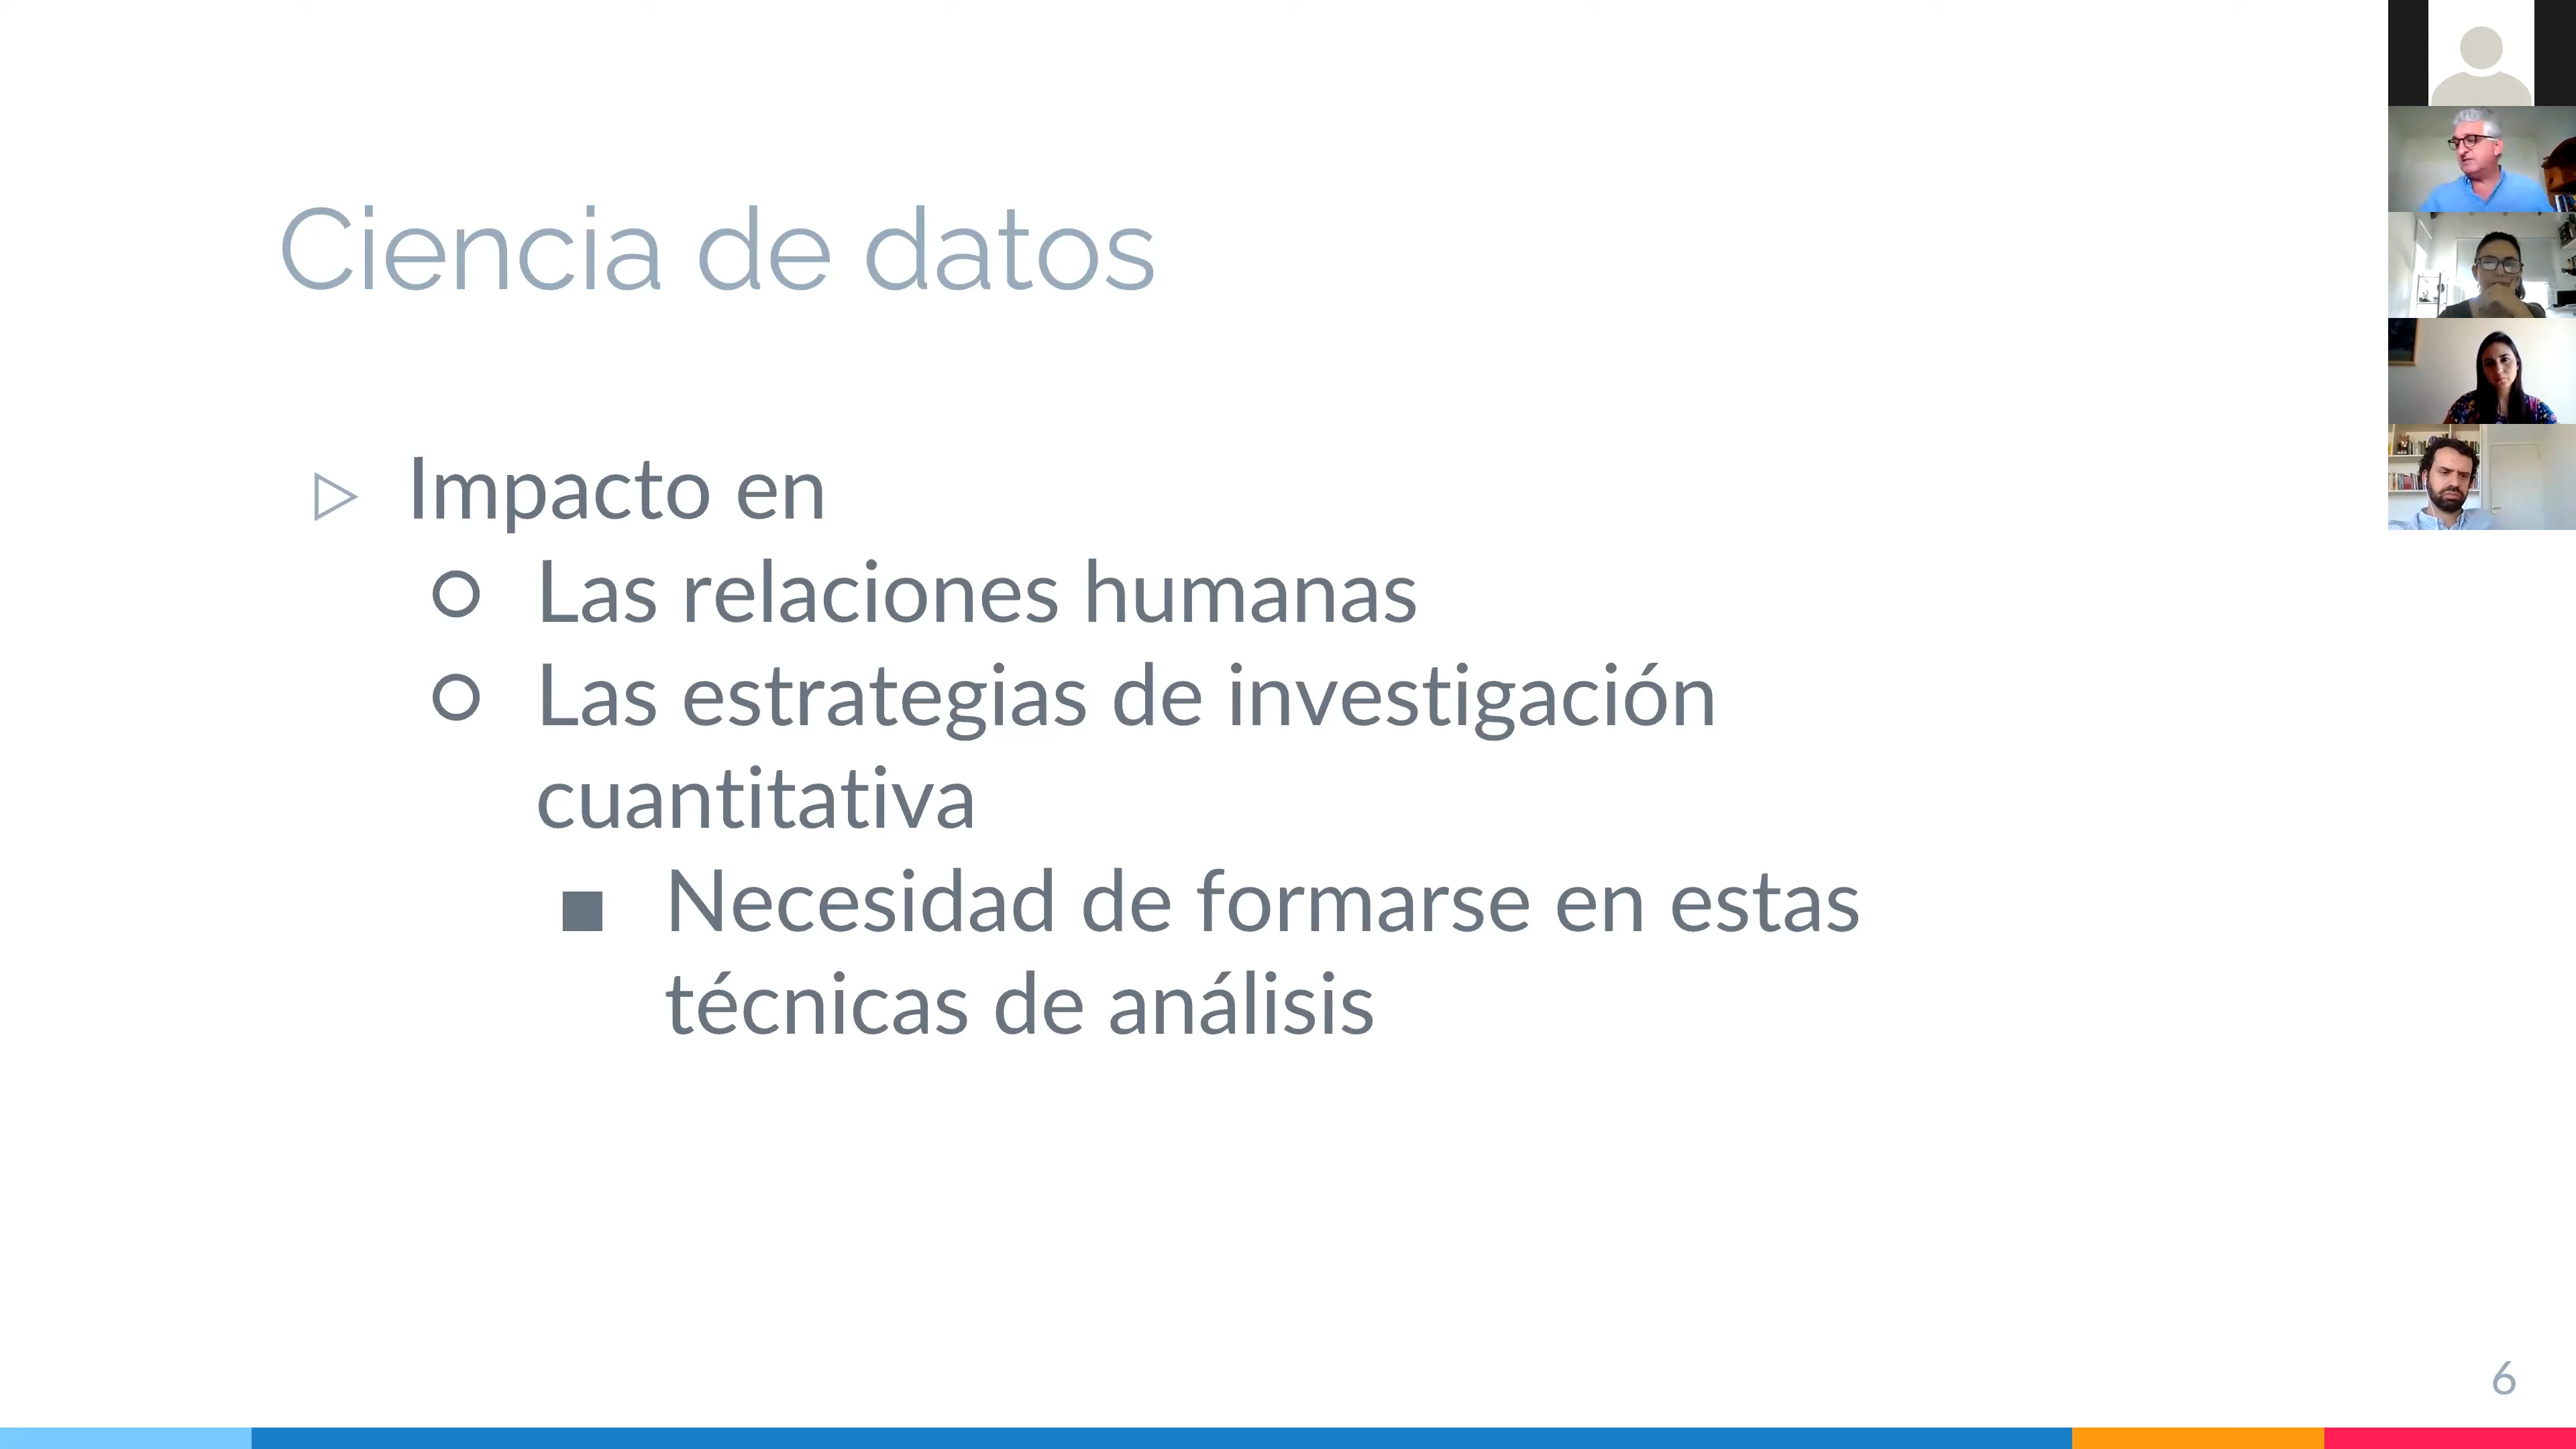 Ciencia de datos
Impacto en
Las relaciones humanas
Las estrategias de investigación
cuantitativa
Necesidad de formarse en estas
técnicas de análisis
6